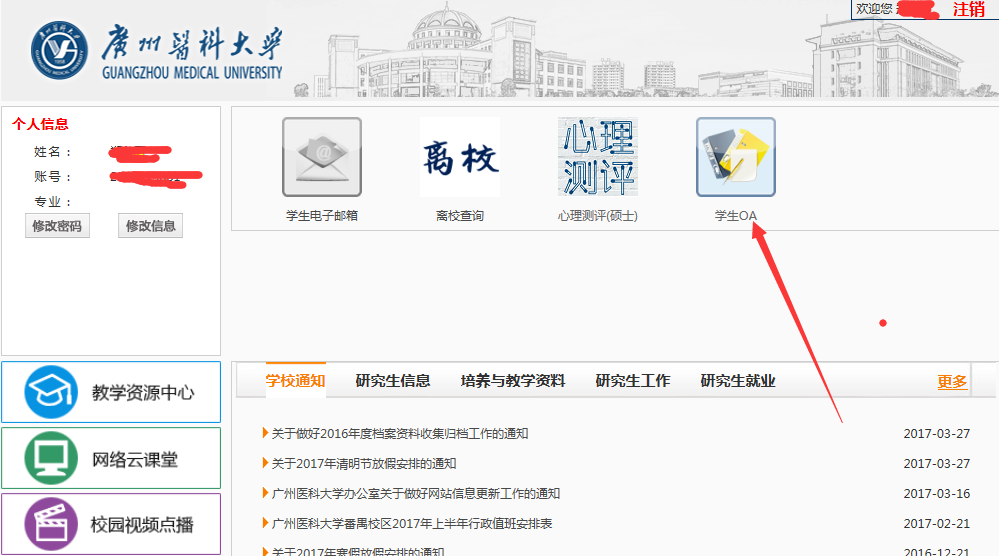 欢迎您
注销
廣州醫科大學
GUANGZHOU MEDICAL UNIVERSITY
个人信息
姓名：
账号：
专业：
修改密码 修改信息
学生电子邮箱
离校
离校查询
心理
测评
心理测评(硕士)
学生OA
教学资源中心
网络云课堂
校园视频点播
学校通知 研究生信息 培养与教学资料 研究生工作 研究生就业 更多
关于做好2016年度档案资料收集归档工作的通知 2017-03-27
关于2017年清明节放假安排的通知 2017-03-27
广州医科大学办公室关于做好网站信息更新工作的通知 2017-03-16
广州医科大学番禺校区2017年上半年行政值班安排表 2017-02-21
关于2017年寒假放假安排的通知 2016-12-21